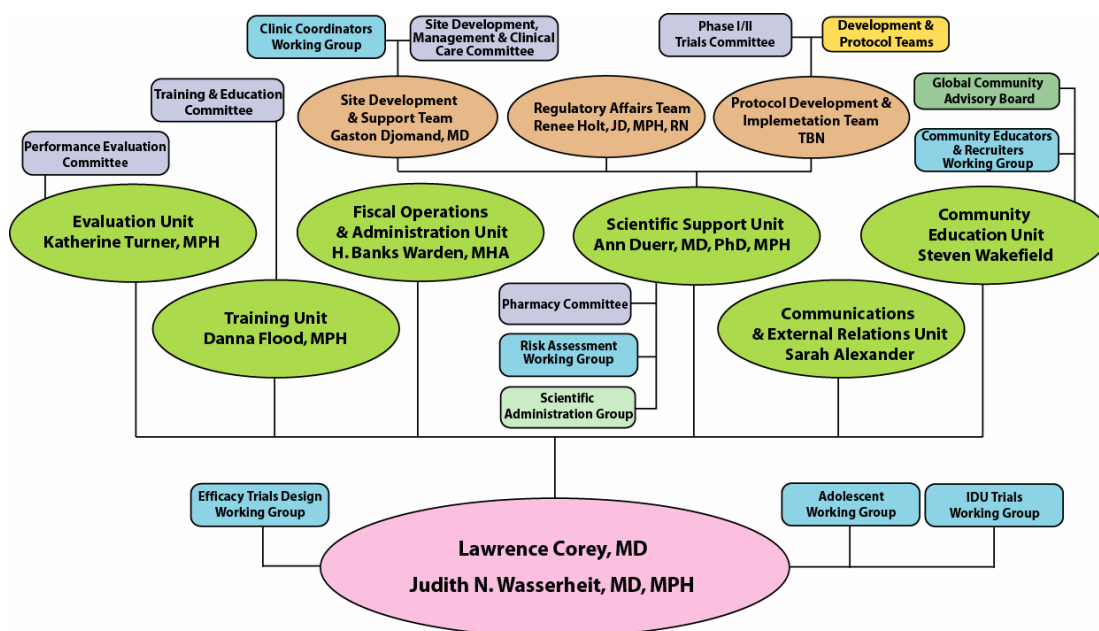 Clinic Coordinators
Working Group
Site Development,
Management & Clinical
Care Committee
Phase I/II
Trials Committee
Development &
Protocol Teams
Training & Education
Committee
Site Development
& Support Team
Gaston Djomand, MD
Regulatory Affairs Team
Renee Holt, JD, MPH, RN
Protocol Development &
Implemetation Team
TBN
Global Community
Advisory Board
Performance Evaluation
Committee
Community Educators
& Recruiters
Working Group
Evaluation Unit
Katherine Turner, MPH
Fiscal Operations
& Administration Unit
H. Banks Warden, MHA
Scientific Support Unit
Ann Duerr, MD, PhD, MPH
Community
Education Unit
Steven Wakefield
Training Unit
Danna Flood, MPH
Pharmacy Committee
Risk Assessment
Working Group
Scientific
Administration Group
Communications
& External Relations Unit
Sarah Alexander
Efficacy Trials Design
Working Group
Adolescent
Working Group
IDU Trials
Working Group
Lawrence Corey, MD
Judith N. Wasserheit, MD, MPH